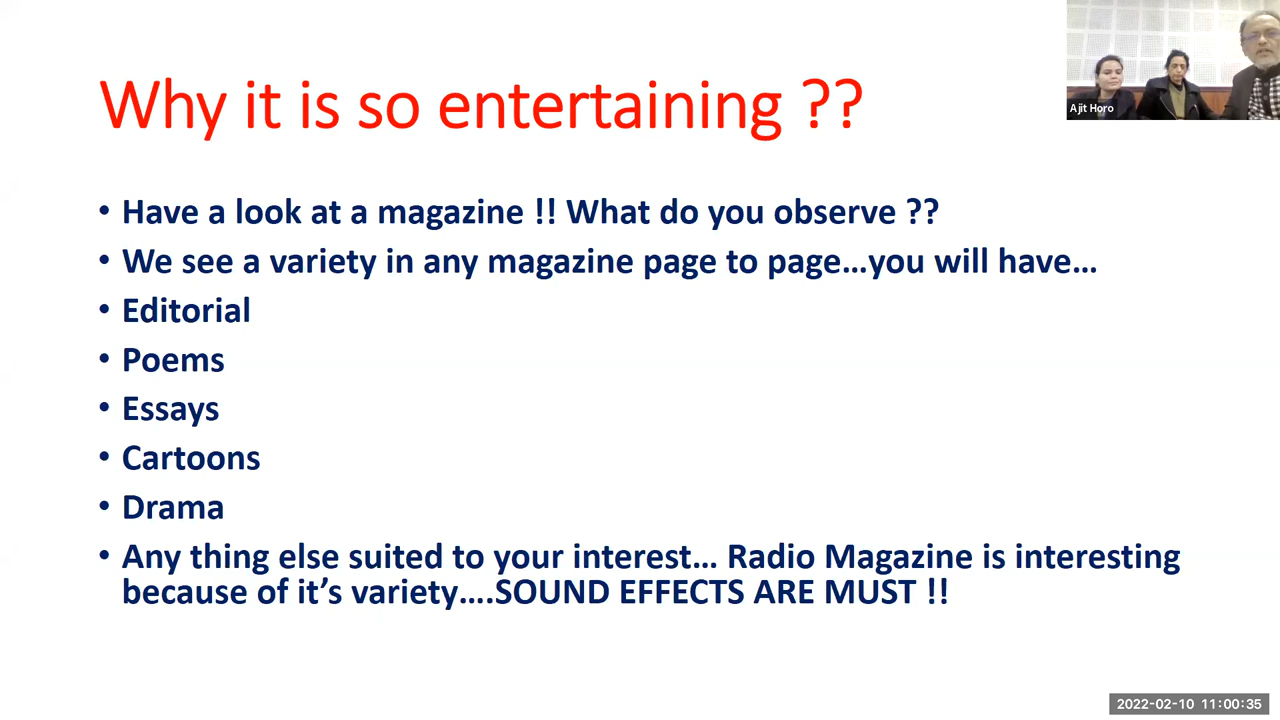 Why it is so entertaining ??
Ajit Horo
• Have a look at a magazine !! What do you observe ??
• We see a variety in any magazine page to page…you will have…
• Editorial
• Poems
• Essays
• Cartoons
• Drama
• Any thing else suited to your interest… Radio Magazine is interesting
because of it’s variety….SOUND EFFECTS ARE MUST !!
2022-02-10 11:00:35